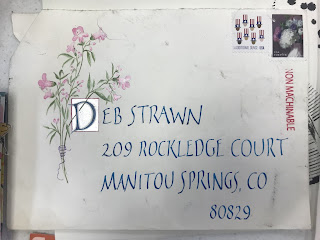 DEB STRAWN
209 ROCKLEDGE COURT
MANITOU SPRINGS, CO
80829
NON MACHINABLE